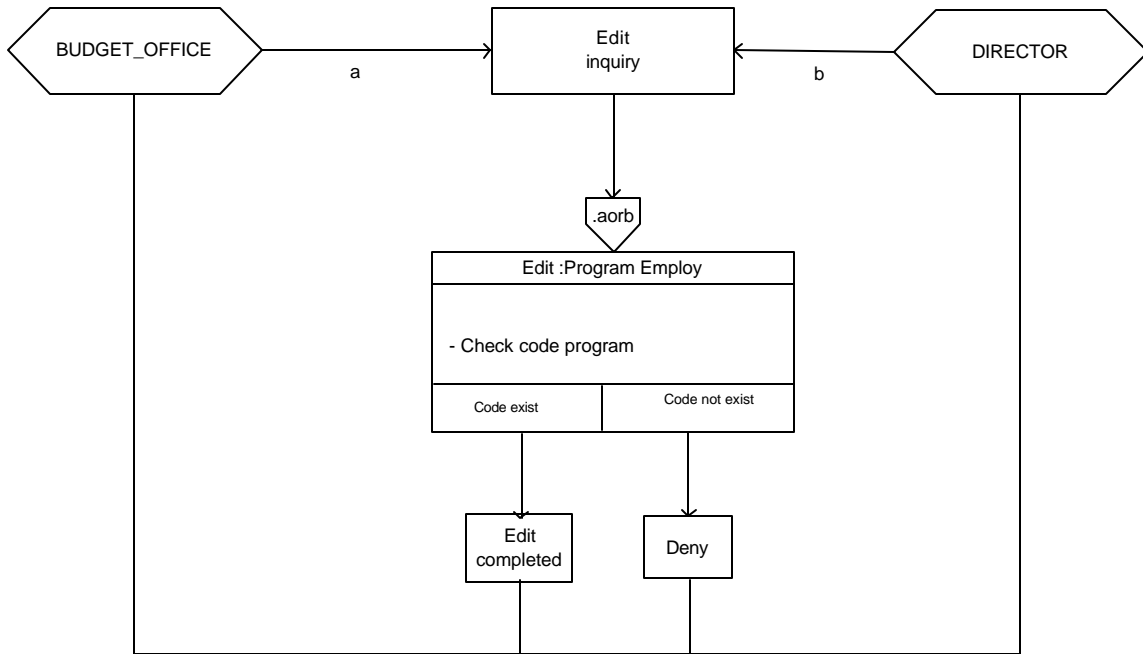 BUDGET_OFFICE
Edit
inquiry
DIRECTOR
a
b
.aorb
Edit :Program Employ
- Check code program
Code exist
Code not exist
Edit
completed
Deny